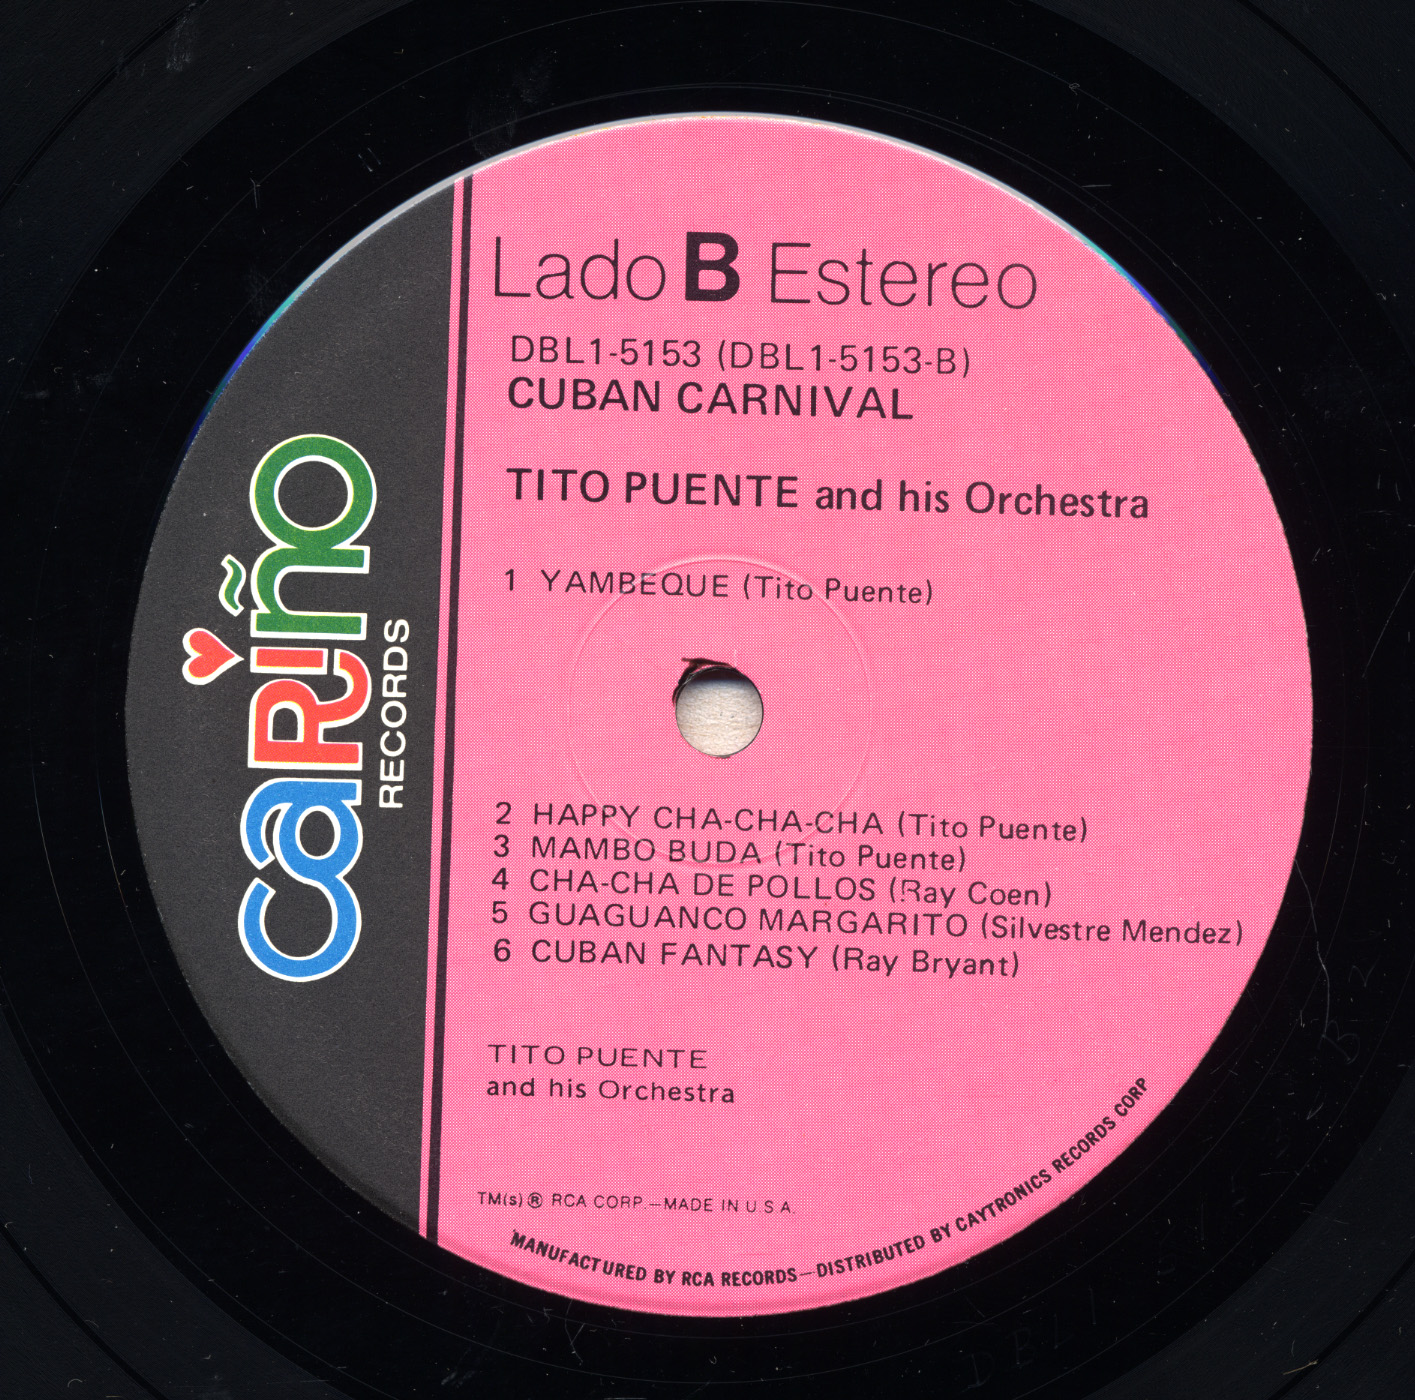 Lado B Estereo
DBL1-5153 (DBL1-5153-B)
CUBAN CARNIVAL
TITO PUENTE and his Orchestra
1 YAMBEQUE (Tito Puente)
2 HAPPY CHA-CHA-CHA (Tito Puente)
3 MAMBO BUDA (Tito Puente)
4 CHA-CHA DE POLLOS (Ray Coen)
5 GUAGUANCO MARGARITO (Silvestre Mendez)
6 CUBAN FANTASY (Ray Bryant)
TITO PUENTE
and his Orchestra
TM(s)® RCA CORP.—MADE IN U.S.A.
MANUFACTURED BY RCA RECORDS—DISTRIBUTED BY CAYTRONICS RECORDS CORP
CaRiño
RECORDS